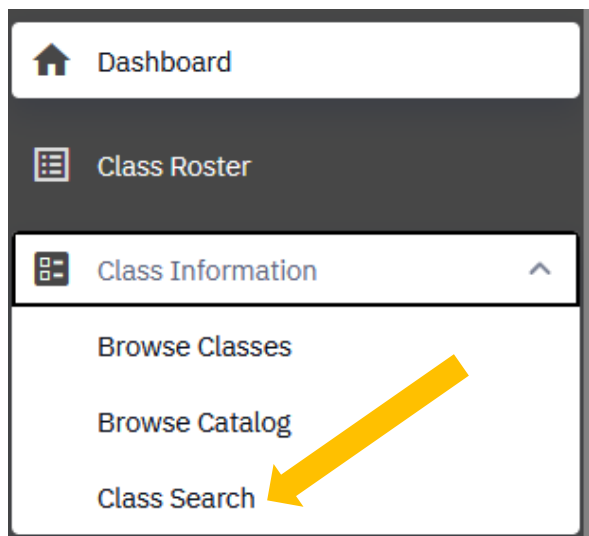 Dashboard
Class Roster
Class Information
Browse Classes
Browse Catalog
Class Search